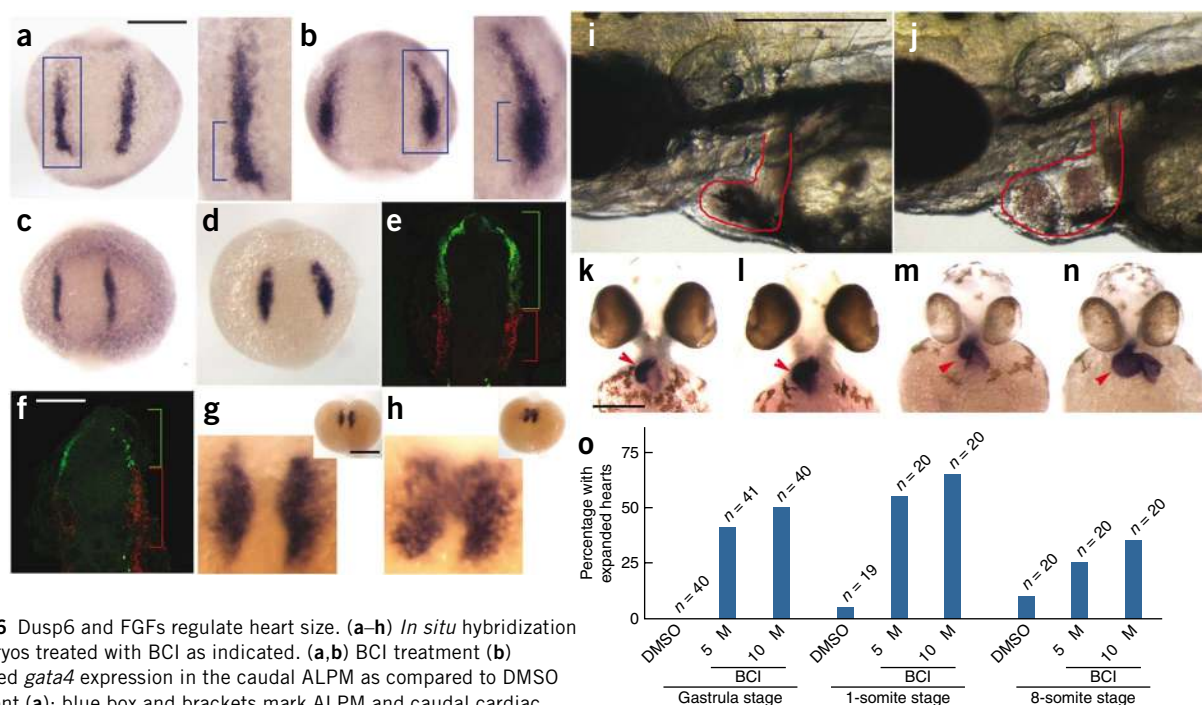 a
b
i
j
c
d
e
k
l
m
n
f
g
h
o
Percentage with
expanded hearts
75
50
25
0
n = 40
n = 41
n = 40
n = 19
n = 20
n = 20
n = 20
n = 20
n = 20
DMSO
5 M
10 M
DMSO
5 M
10 M
DMSO
5 M
10 M
BCI
BCI
BCI
Gastrula stage
1-somite stage
8-somite stage
6 Dusp6 and FGFs regulate heart size. (a–h) In situ hybridization
ryos treated with BCI as indicated. (a,b) BCI treatment (b)
ed gata4 expression in the caudal ALPM as compared to DMSO
ent (a); blue box and brackets mark ALPM and caudal cardiac